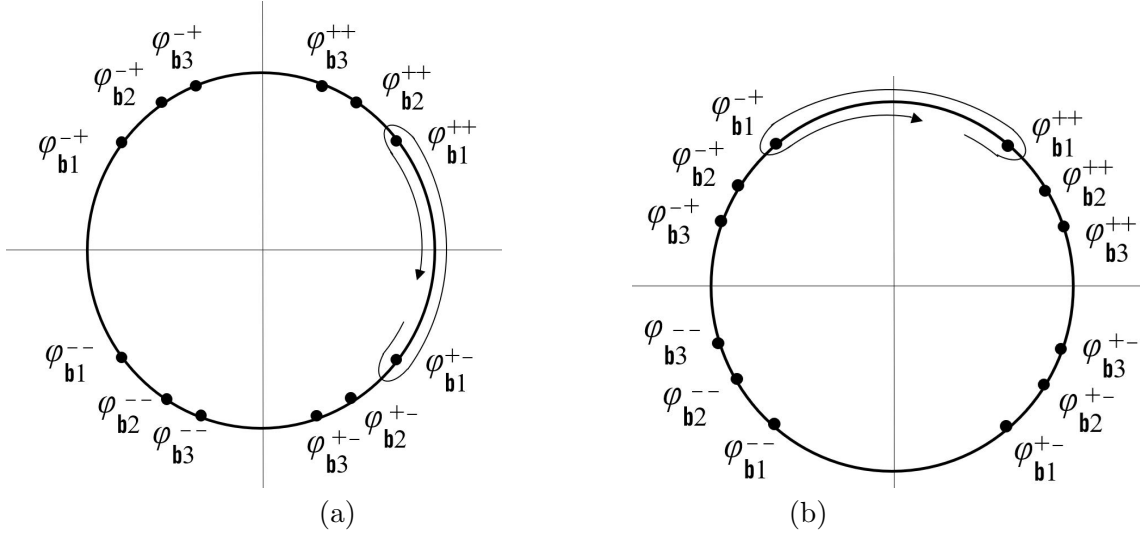 φ_b3^{-+}
φ_b3^{++}
φ_b2^{-+}
φ_b2^{++}
φ_b1^{-+}
φ_b1^{++}
φ_b1^{--}
φ_b1^{+-}
φ_b2^{--}
φ_b2^{+-}
φ_b3^{--}
φ_b3^{+-}
(a)
φ_b1^{-+}
φ_b1^{++}
φ_b2^{-+}
φ_b2^{++}
φ_b3^{-+}
φ_b3^{++}
φ_b3^{--}
φ_b3^{+-}
φ_b2^{--}
φ_b2^{+-}
φ_b1^{--}
φ_b1^{+-}
(b)